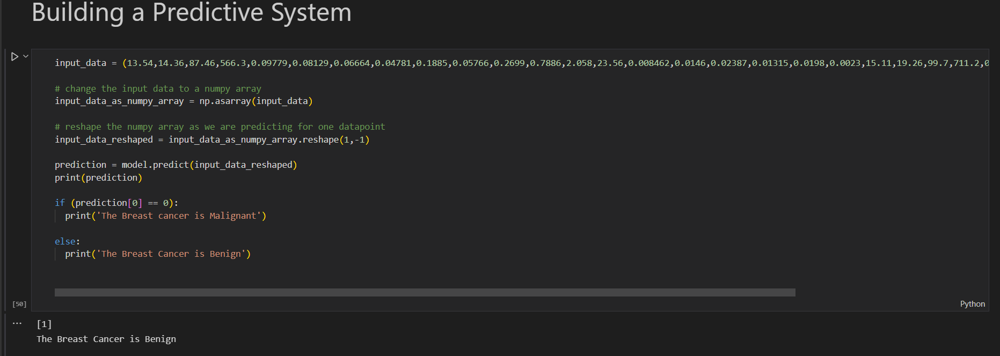 Building a Predictive System
input_data = (13.54,14.36,87.46,566.3,0.09779,0.08129,0.06664,0.04781,0.1885,0.05766,0.2699,0.7886,2.058,23.56,0.008462,0.0146,0.02387,0.01315,0.0198,0.0023,15.11,19.26,99.7,711.2,0
# change the input data to a numpy array
input_data_as_numpy_array = np.asarray(input_data)
# reshape the numpy array as we are predicting for one datapoint
input_data_reshaped = input_data_as_numpy_array.reshape(1,-1)
prediction = model.predict(input_data_reshaped)
print(prediction)
if (prediction[0] == 0):
print('The Breast cancer is Malignant')
else:
print('The Breast Cancer is Benign')
[50]
Python
... [1]
The Breast Cancer is Benign